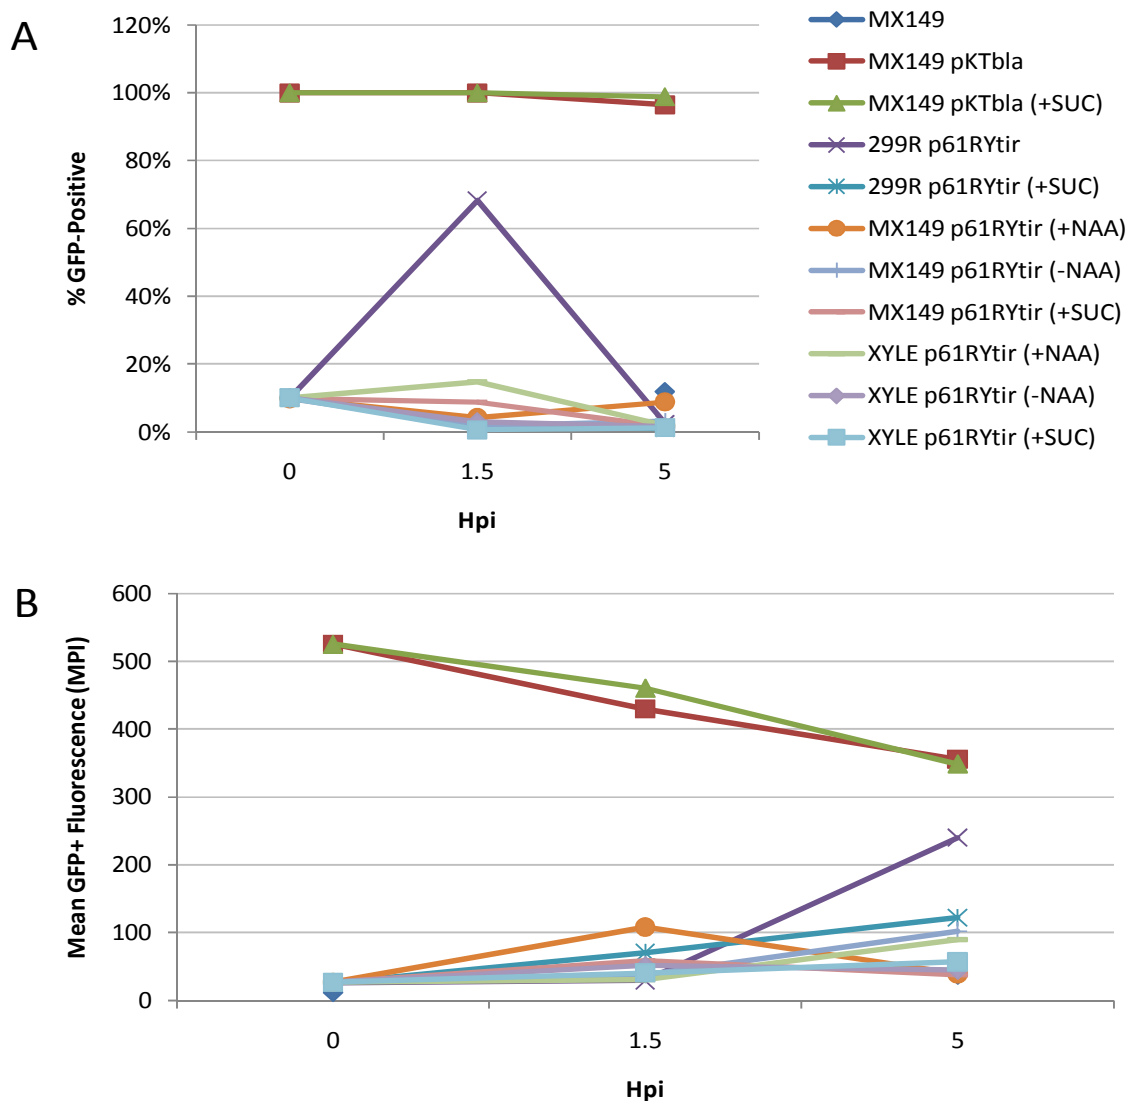 A
120%
100%
80%
60%
40%
20%
0%
% GFP-Positive
0
1.5
5
Hpi
MX149
MX149 pKTbla
MX149 pKTbla (+SUC)
299R p61RYtir
299R p61RYtir (+SUC)
MX149 p61RYtir (+NAA)
MX149 p61RYtir (-NAA)
MX149 p61RYtir (+SUC)
XYLE p61RYtir (+NAA)
XYLE p61RYtir (-NAA)
XYLE p61RYtir (+SUC)
B
600
500
400
300
200
100
0
Mean GFP+ Fluorescence (MPI)
0
1.5
5
Hpi